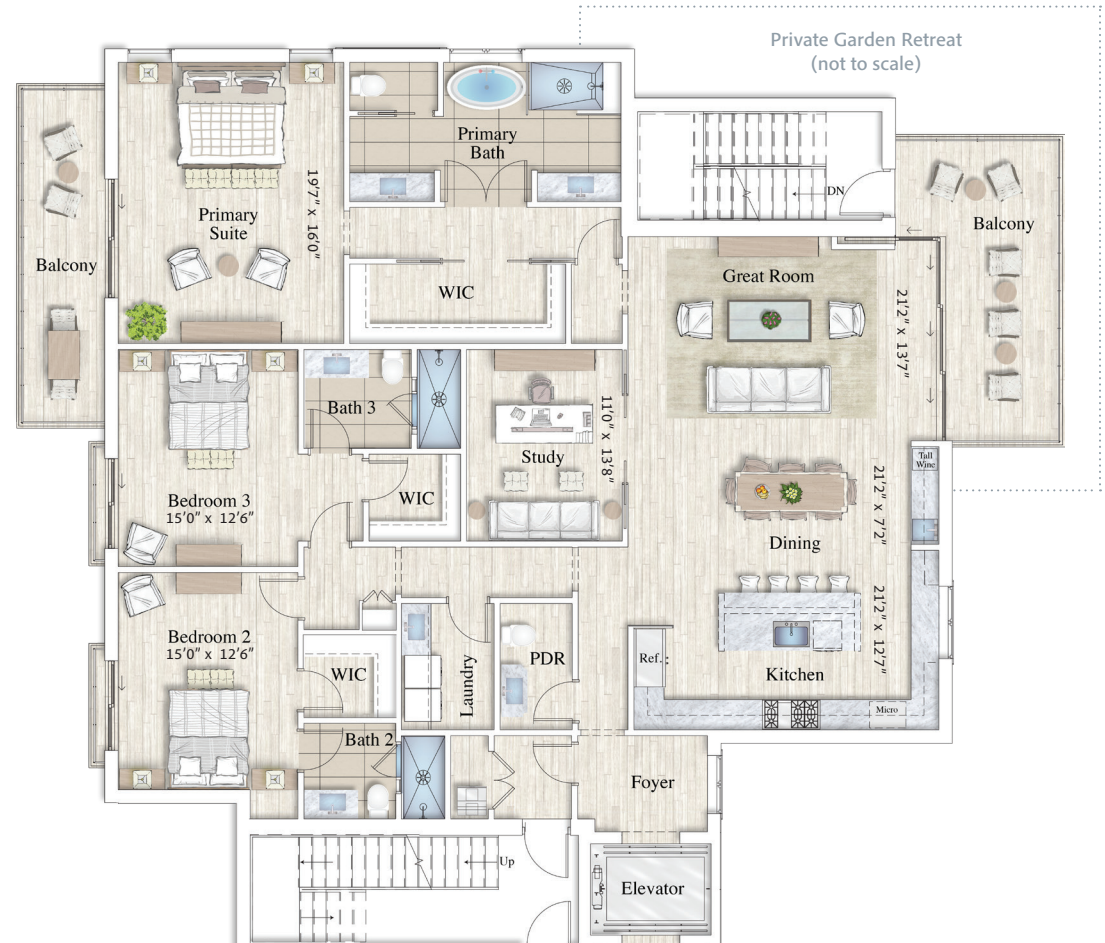 Private Garden Retreat
(not to scale)
Primary
Bath
DN
19'7" x 16'0"
Primary
Suite
Balcony
Balcony
Great Room
WIC
21'2" x 13'7"
Bath 3
11'0" x 13'8"
Study
Tall
Wine
WIC
Bedroom 3
15'0" x 12'6"
21'2" x 7'2"
Dining
21'2" x 12'7"
Bedroom 2
15'0" x 12'6"
WIC
Laundry
PDR
Ref.
Kitchen
Micro
Bath 2
Foyer
Up
Elevator